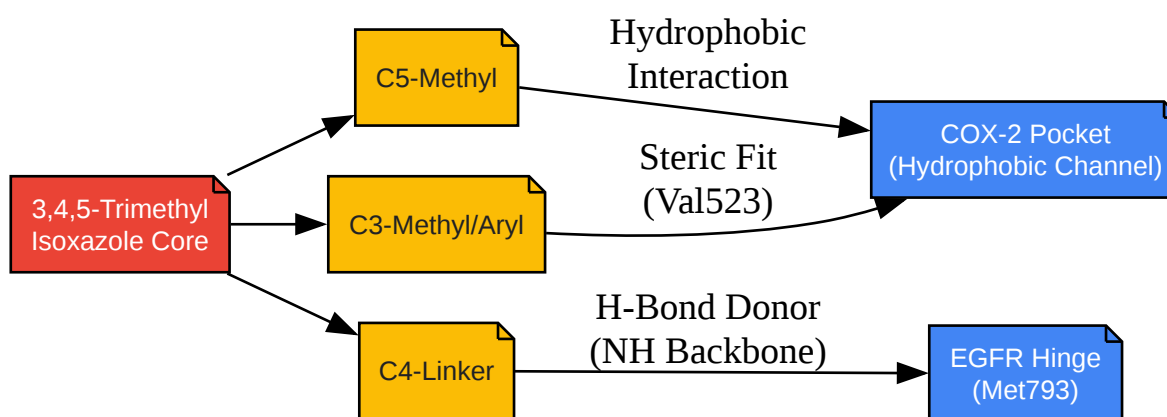 3,4,5-Trimethyl
Isoxazole Core
C5-Methyl
C3-Methyl/Aryl
C4-Linker
Hydrophobic
Interaction
Steric Fit
(Val523)
H-Bond Donor
(NH Backbone)
COX-2 Pocket
(Hydrophobic Channel)
EGFR Hinge
(Met793)